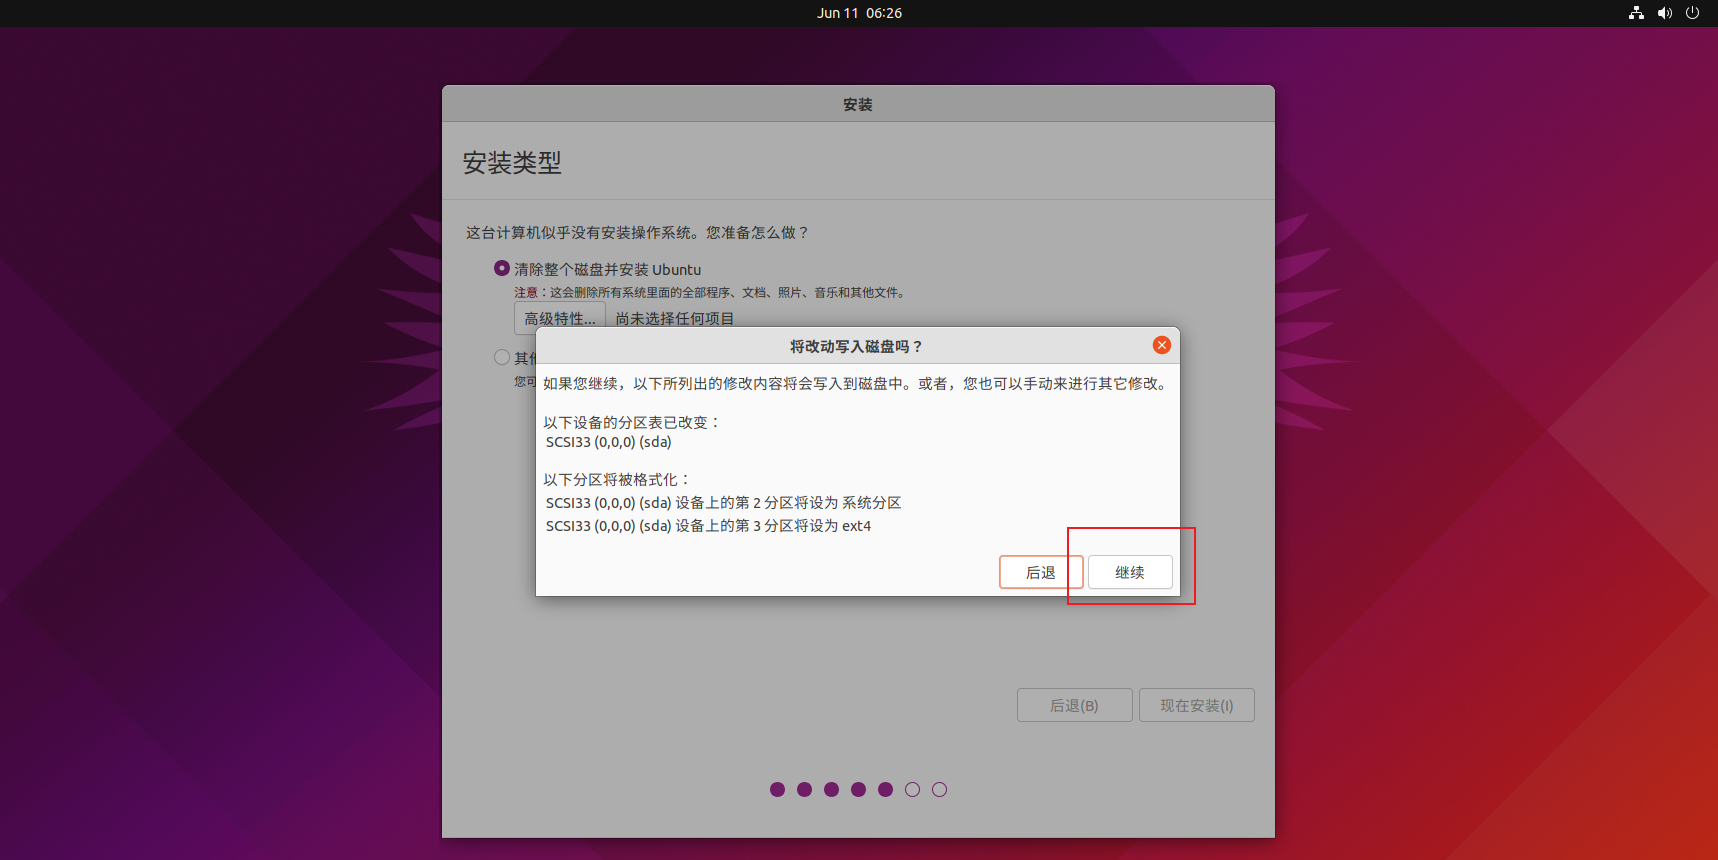 Jun 11 06:26
安装
安装类型
这台计算机似乎没有安装操作系统。您准备怎么做？
清除整个磁盘并安装 Ubuntu
注意：这会删除所有系统里面的全部程序、文档、照片、音乐和其他文件。
高级特性... 尚未选择任何项目
其他
您可
将改动写入磁盘吗？
如果您继续，以下所列出的修改内容将会写入到磁盘中。或者，您也可以手动来进行其它修改。
以下设备的分区表已改变：
SCSI33 (0,0,0) (sda)
以下分区将被格式化：
SCSI33 (0,0,0) (sda) 设备上的第 2 分区将设为 系统分区
SCSI33 (0,0,0) (sda) 设备上的第 3 分区将设为 ext4
后退 继续
后退(B) 现在安装(I)